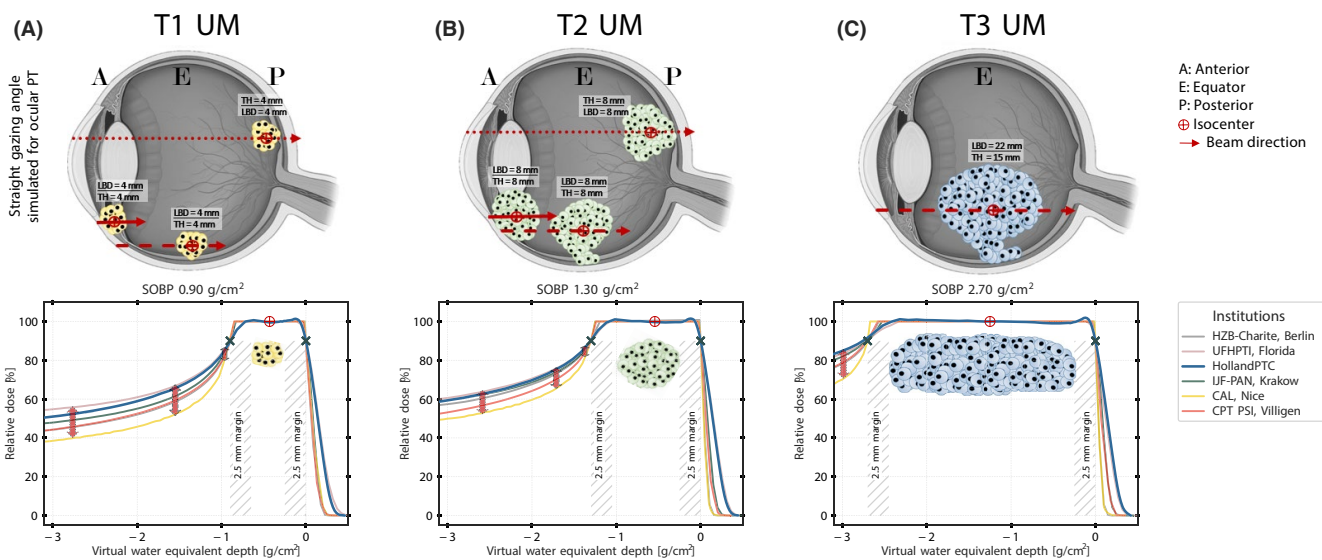 (A) T1 UM
(B) T2 UM
(C) T3 UM
Straight gazing angle
simulated for ocular PT
A E P
TH = 4 mm
LBD = 4 mm
LBD = 4 mm
TH = 4 mm
LBD = 4 mm
TH = 4 mm
A E P
TH = 8 mm
LBD = 8 mm
LBD = 8 mm
TH = 8 mm
LBD = 8 mm
TH = 8 mm
E
LBD = 22 mm
TH = 15 mm
A: Anterior
E: Equator
P: Posterior
Isocenter
Beam direction
SOBP 0.90 g/cm²
Relative dose [%]
100
80
60
40
20
0
2.5 mm margin
2.5 mm margin
−3 −2 −1 0
Virtual water equivalent depth [g/cm²]
SOBP 1.30 g/cm²
Relative dose [%]
100
80
60
40
20
0
2.5 mm margin
2.5 mm margin
−3 −2 −1 0
Virtual water equivalent depth [g/cm²]
SOBP 2.70 g/cm²
Relative dose [%]
100
80
60
40
20
0
2.5 mm margin
2.5 mm margin
−3 −2 −1 0
Virtual water equivalent depth [g/cm²]
Institutions
HZB-Charite, Berlin
UFHPTI, Florida
HollandPTC
IJF-PAN, Krakow
CAL, Nice
CPT PSI, Villigen